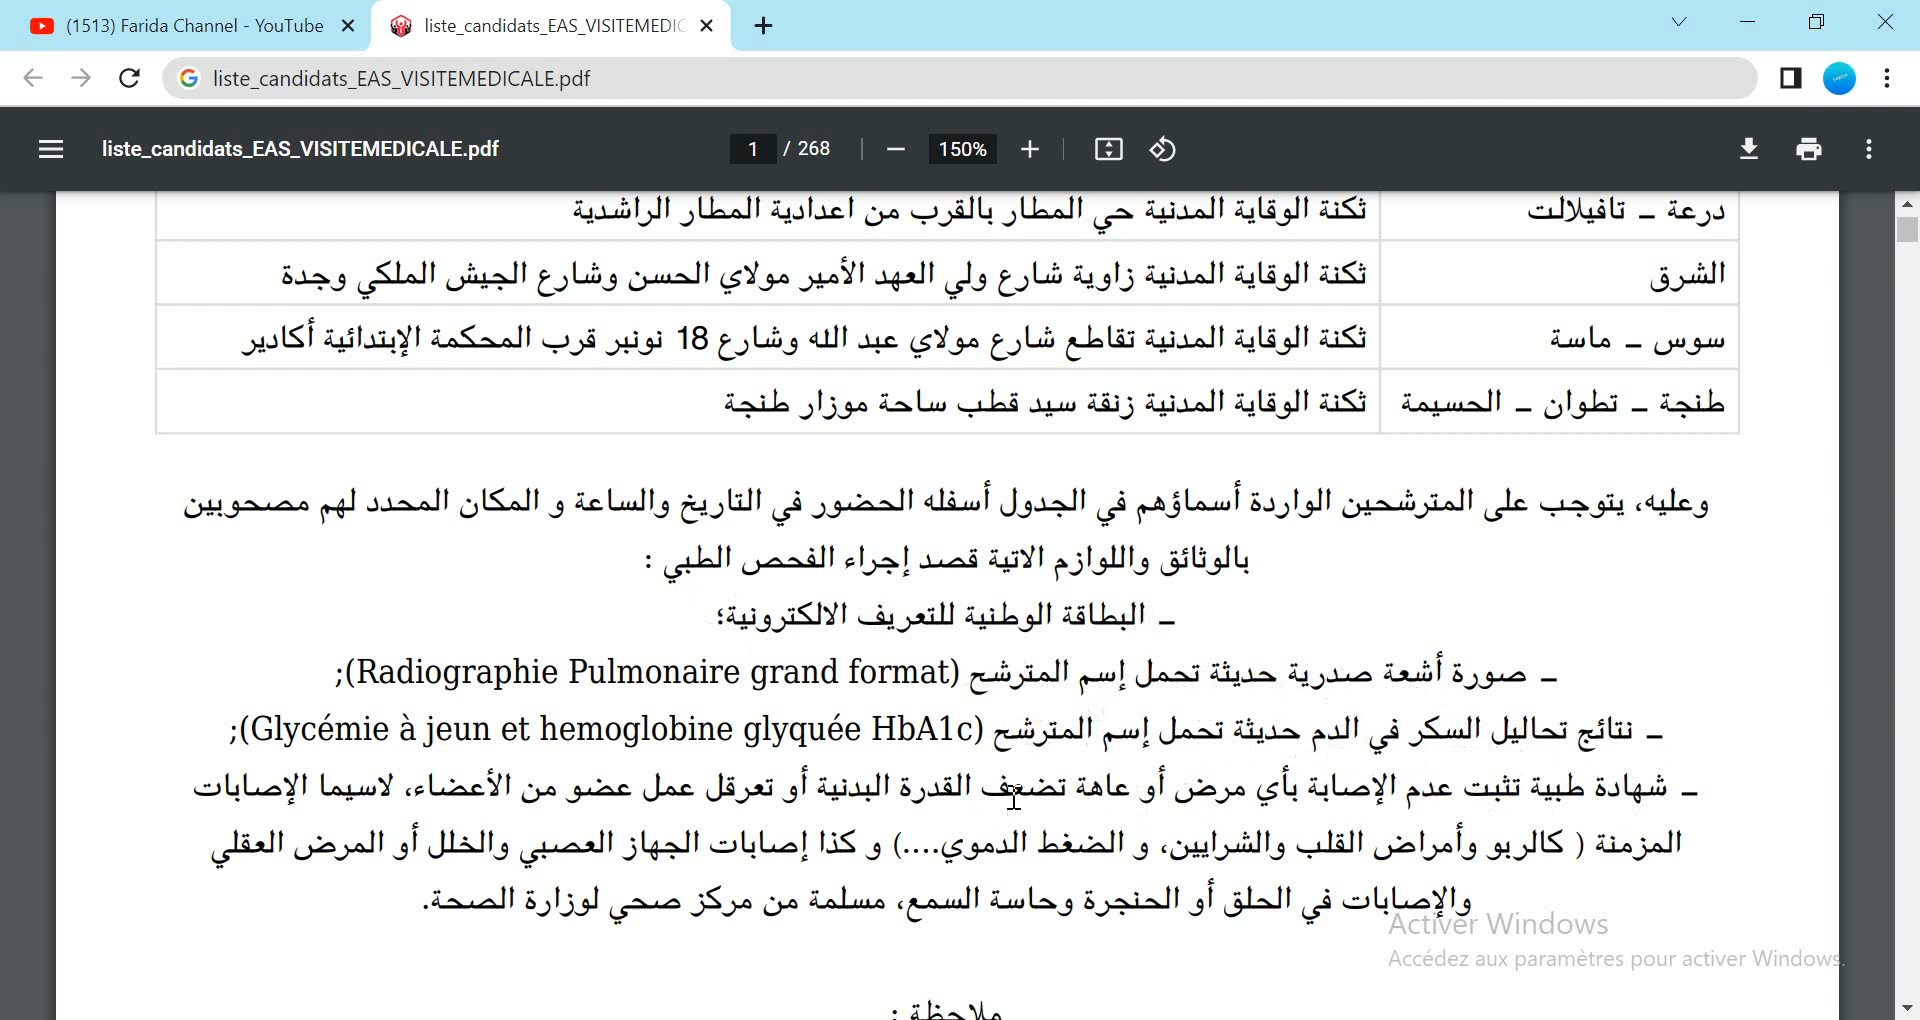 (1513) Farida Channel - YouTube
liste_candidats_EAS_VISITEMEDIC
liste_candidats_EAS_VISITEMEDICALE.pdf
liste_candidats_EAS_VISITEMEDICALE.pdf
1 / 268
150%
درعة – تافيلالت ثكنة الوقاية المدنية حي المطار بالقرب من اعدادية المطار الراشدية
الشرق ثكنة الوقاية المدنية زاوية شارع ولي العهد الأمير مولاي الحسن وشارع الجيش الملكي وجدة
سوس – ماسة ثكنة الوقاية المدنية تقاطع شارع مولاي عبد الله وشارع 18 نونبر قرب المحكمة الإبتدائية أكادير
طنجة – تطوان – الحسيمة ثكنة الوقاية المدنية زنقة سيد قطب ساحة موزار طنجة
وعليه، يتوجب على المترشحين الواردة أسماؤهم في الجدول أسفله الحضور في التاريخ والساعة و المكان المحدد لهم مصحوبين
بالوثائق واللوازم الاتية قصد إجراء الفحص الطبي :
– البطاقة الوطنية للتعريف الالكترونية؛
– صورة أشعة صدرية حديثة تحمل إسم المترشح (Radiographie Pulmonaire grand format);
– نتائج تحاليل السكر في الدم حديثة تحمل إسم المترشح (Glycémie à jeun et hemoglobine glyquée HbA1c);
– شهادة طبية تثبت عدم الإصابة بأي مرض أو عاهة تضعف القدرة البدنية أو تعرقل عمل عضو من الأعضاء، لاسيما الإصابات
المزمنة ( كالربو وأمراض القلب والشرايين، و الضغط الدموي....) و كذا إصابات الجهاز العصبي والخلل أو المرض العقلي
والإصابات في الحلق أو الحنجرة وحاسة السمع، مسلمة من مركز صحي لوزارة الصحة.
Activer Windows
Accédez aux paramètres pour activer Windows.
ملاحظة :